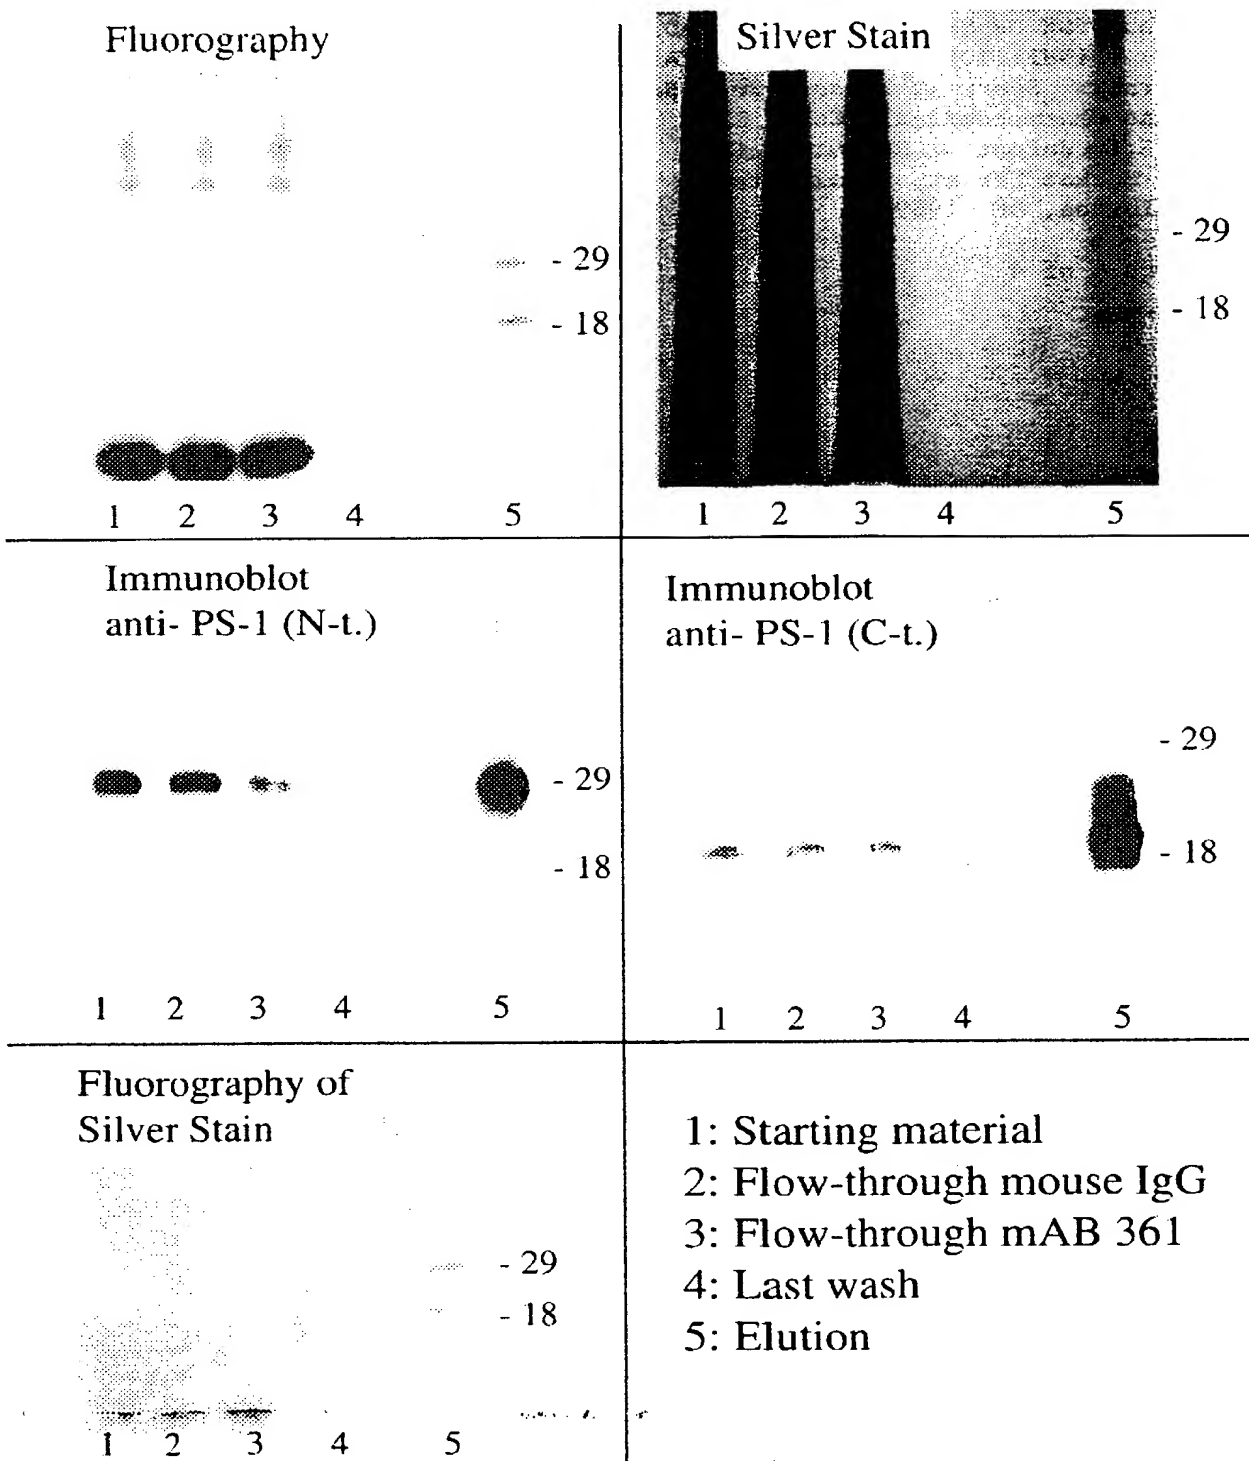 Fluorography
- 29
- 18
1 2 3 4 5
Silver Stain
- 29
- 18
1 2 3 4 5
Immunoblot
anti- PS-1 (N-t.)
- 29
- 18
1 2 3 4 5
Immunoblot
anti- PS-1 (C-t.)
- 29
- 18
1 2 3 4 5
Fluorography of
Silver Stain
- 29
- 18
1 2 3 4 5
1: Starting material
2: Flow-through mouse IgG
3: Flow-through mAB 361
4: Last wash
5: Elution